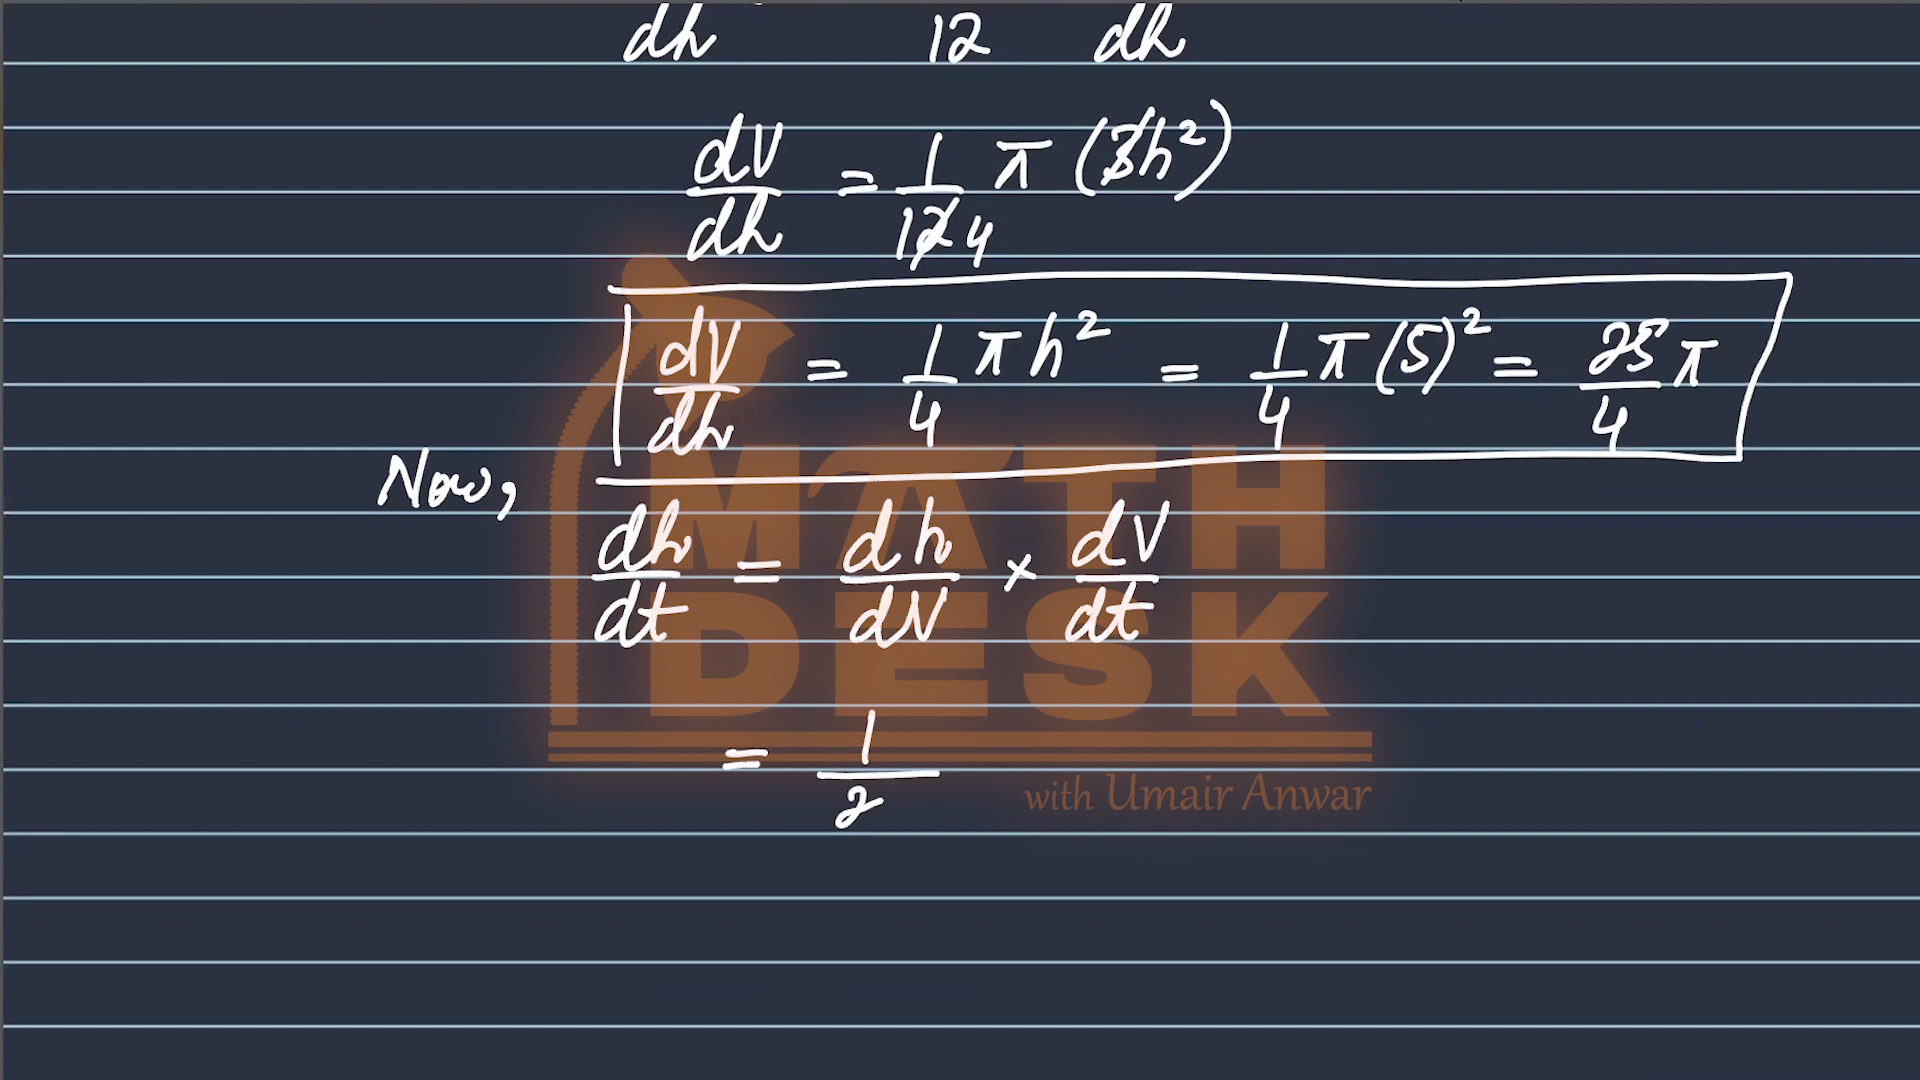 dh 12 dh
dV/dh = 1/12 4 π (3h²)
dV/dh = 1/4 π h² = 1/4 π (5)² = 25/4 π
Now,
dh/dt = dh/dV × dV/dt
= 1/2
MATH
DESK
with Umair Anwar